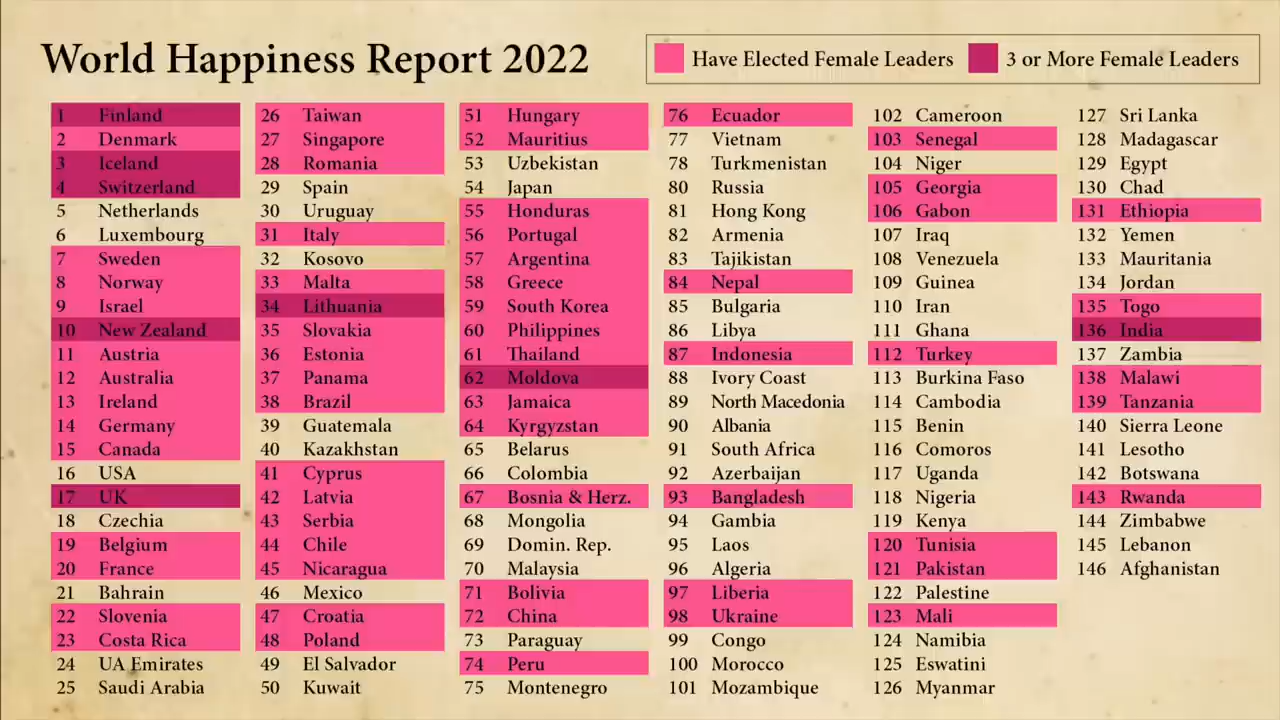 World Happiness Report 2022
Have Elected Female Leaders
3 or More Female Leaders
1 Finland
2 Denmark
3 Iceland
4 Switzerland
5 Netherlands
6 Luxembourg
7 Sweden
8 Norway
9 Israel
10 New Zealand
11 Austria
12 Australia
13 Ireland
14 Germany
15 Canada
16 USA
17 UK
18 Czechia
19 Belgium
20 France
21 Bahrain
22 Slovenia
23 Costa Rica
24 UA Emirates
25 Saudi Arabia
26 Taiwan
27 Singapore
28 Romania
29 Spain
30 Uruguay
31 Italy
32 Kosovo
33 Malta
34 Lithuania
35 Slovakia
36 Estonia
37 Panama
38 Brazil
39 Guatemala
40 Kazakhstan
41 Cyprus
42 Latvia
43 Serbia
44 Chile
45 Nicaragua
46 Mexico
47 Croatia
48 Poland
49 El Salvador
50 Kuwait
51 Hungary
52 Mauritius
53 Uzbekistan
54 Japan
55 Honduras
56 Portugal
57 Argentina
58 Greece
59 South Korea
60 Philippines
61 Thailand
62 Moldova
63 Jamaica
64 Kyrgyzstan
65 Belarus
66 Colombia
67 Bosnia & Herz.
68 Mongolia
69 Domin. Rep.
70 Malaysia
71 Bolivia
72 China
73 Paraguay
74 Peru
75 Montenegro
76 Ecuador
77 Vietnam
78 Turkmenistan
80 Russia
81 Hong Kong
82 Armenia
83 Tajikistan
84 Nepal
85 Bulgaria
86 Libya
87 Indonesia
88 Ivory Coast
89 North Macedonia
90 Albania
91 South Africa
92 Azerbaijan
93 Bangladesh
94 Gambia
95 Laos
96 Algeria
97 Liberia
98 Ukraine
99 Congo
100 Morocco
101 Mozambique
102 Cameroon
103 Senegal
104 Niger
105 Georgia
106 Gabon
107 Iraq
108 Venezuela
109 Guinea
110 Iran
111 Ghana
112 Turkey
113 Burkina Faso
114 Cambodia
115 Benin
116 Comoros
117 Uganda
118 Nigeria
119 Kenya
120 Tunisia
121 Pakistan
122 Palestine
123 Mali
124 Namibia
125 Eswatini
126 Myanmar
127 Sri Lanka
128 Madagascar
129 Egypt
130 Chad
131 Ethiopia
132 Yemen
133 Mauritania
134 Jordan
135 Togo
136 India
137 Zambia
138 Malawi
139 Tanzania
140 Sierra Leone
141 Lesotho
142 Botswana
143 Rwanda
144 Zimbabwe
145 Lebanon
146 Afghanistan